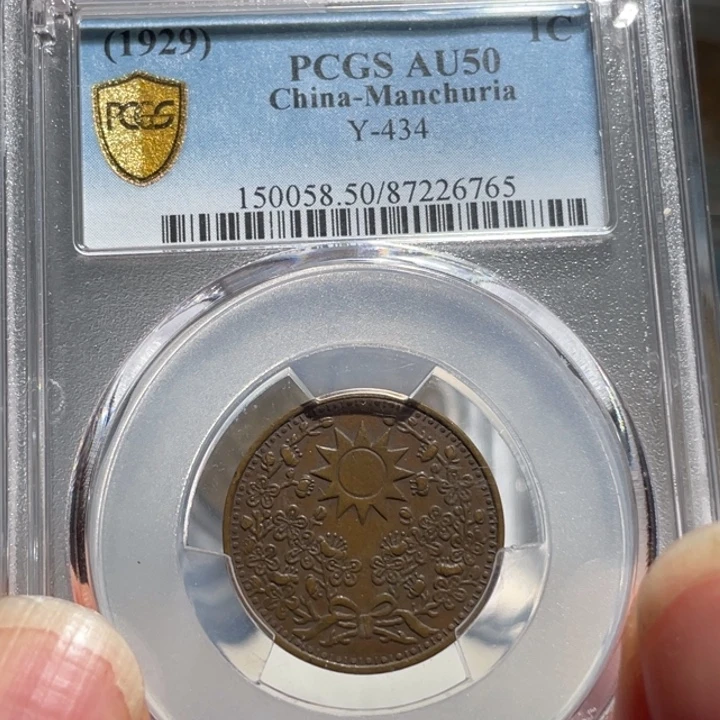 (1929) 1C
PCGS AU50
China-Manchuria
Y-434
PCGS
150058.50/87226765